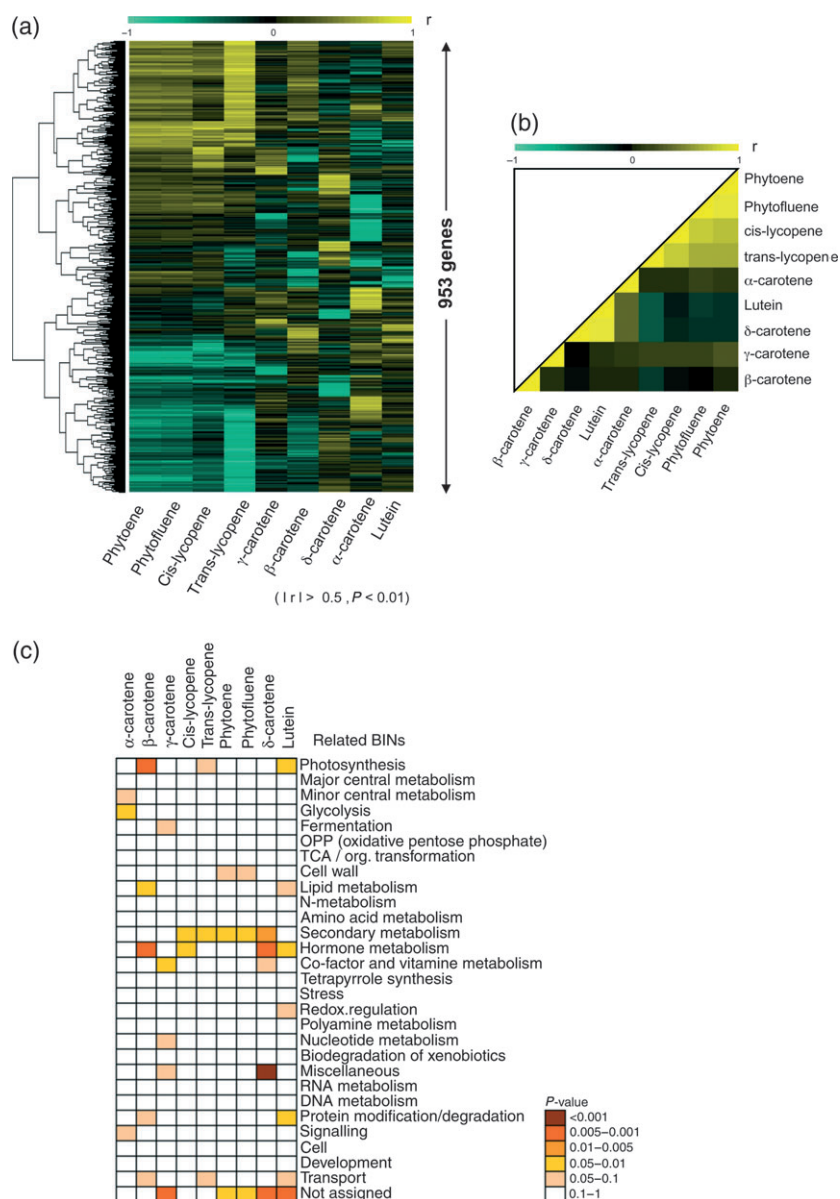 (a)
r
−1
0
1
953 genes
Phytoene
Phytofluene
Cis-lycopene
Trans-lycopene
γ-carotene
β-carotene
δ-carotene
α-carotene
Lutein
( I r I > 0.5 , P < 0.01)
(b)
r
−1
0
1
Phytoene
Phytofluene
cis-lycopene
trans-lycopene
α-carotene
Lutein
δ-carotene
γ-carotene
β-carotene
β-carotene
γ-carotene
δ-carotene
Lutein
α-carotene
Trans-lycopene
Cis-lycopene
Phytofluene
Phytoene
(c)
α-carotene
β-carotene
γ-carotene
Cis-lycopene
Trans-lycopene
Phytoene
Phytofluene
δ-carotene
Lutein
Related BINs
Photosynthesis
Major central metabolism
Minor central metabolism
Glycolysis
Fermentation
OPP (oxidative pentose phosphate)
TCA / org. transformation
Cell wall
Lipid metabolism
N-metabolism
Amino acid metabolism
Secondary metabolism
Hormone metabolism
Co-factor and vitamine metabolism
Tetrapyrrole synthesis
Stress
Redox.regulation
Polyamine metabolism
Nucleotide metabolism
Biodegradation of xenobiotics
Miscellaneous
RNA metabolism
DNA metabolism
Protein modification/degradation
Signalling
Cell
Development
Transport
Not assigned
P-value
<0.001
0.005–0.001
0.01–0.005
0.05–0.01
0.05–0.1
0.1–1